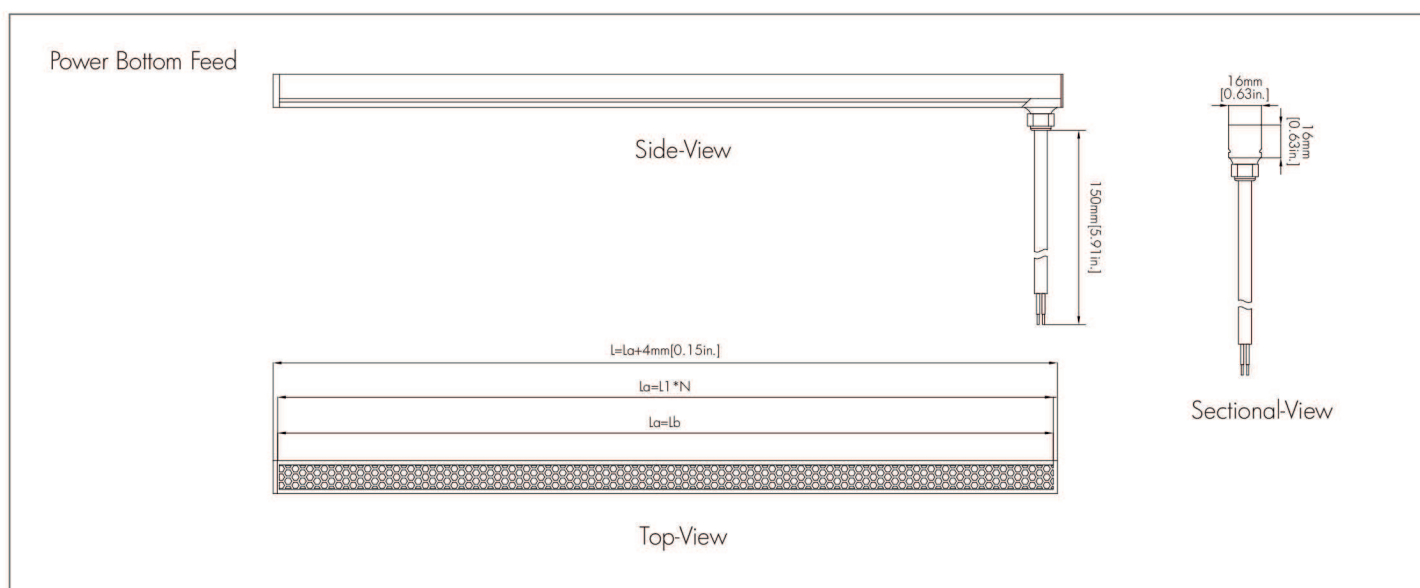 Power Bottom Feed
16mm
[0.63in.]
16mm
[0.63in.]
Side-View
150mm[5.91in.]
L=La+4mm[0.15in.]
La=L1*N
La=Lb
Sectional-View
Top-View